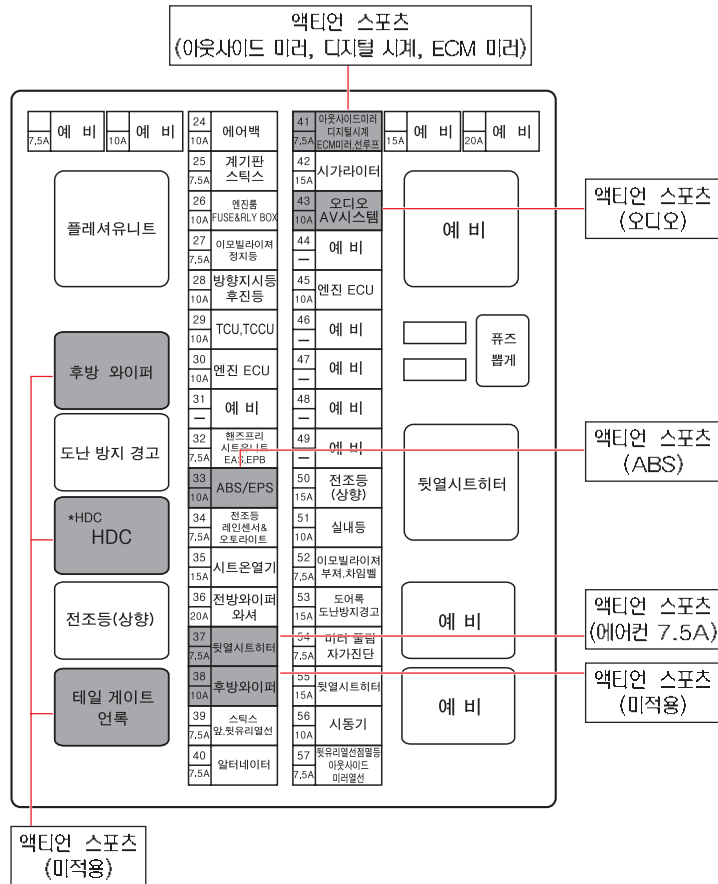 액티언 스포츠
(아웃사이드 미러, 디지털 시계, ECM 미러)
7.5A 예 비
10A 예 비
24 10A 에어백
41 7.5A 아웃사이드미러
디지털시계
ECM미러,선루프
15A 예 비
20A 예 비
25 7.5A 계기판
스틱스
42 15A 시가라이터
26 10A 엔진룸
FUSE&RLY BOX
43 10A 오디오
AV시스템
액티언 스포츠
(오디오)
플레셔유니트
예 비
27 7.5A 이모빌라이져
정지등
44 — 예 비
28 10A 방향지시등
후진등
45 10A 엔진 ECU
29 10A TCU,TCCU
46 — 예 비
퓨즈
뽑게
30 10A 엔진 ECU
47 — 예 비
후방 와이퍼
31 — 예 비
48 — 예 비
32 7.5A 핸즈프리
시트유니트
EAS,EPB
49 — 예 비
액티언 스포츠
(ABS)
도난 방지 경고
33 10A ABS/EPS
50 15A 전조등
(상향)
뒷열시트히터
34 7.5A 전조등
레인센서&
오토라이트
51 10A 실내등
*HDC
HDC
35 15A 시트온열기
52 7.5A 이모빌라이져
부져,차임벨
36 20A 전방와이퍼
와셔
53 15A 도어록
도난방지경고
액티언 스포츠
(에어컨 7.5A)
전조등(상향)
예 비
37 7.5A 뒷열시트히터
54 7.5A 미러 폴딩
자가진단
38 10A 후방와이퍼
55 15A 뒷열시트히터
액티언 스포츠
(미적용)
테일 게이트
언록
예 비
39 7.5A 스틱스
앞,뒷유리열선
56 10A 시동기
40 7.5A 알터네이터
57 7.5A 뒷유리열선점멸등
아웃사이드
미러열선
액티언 스포츠
(미적용)